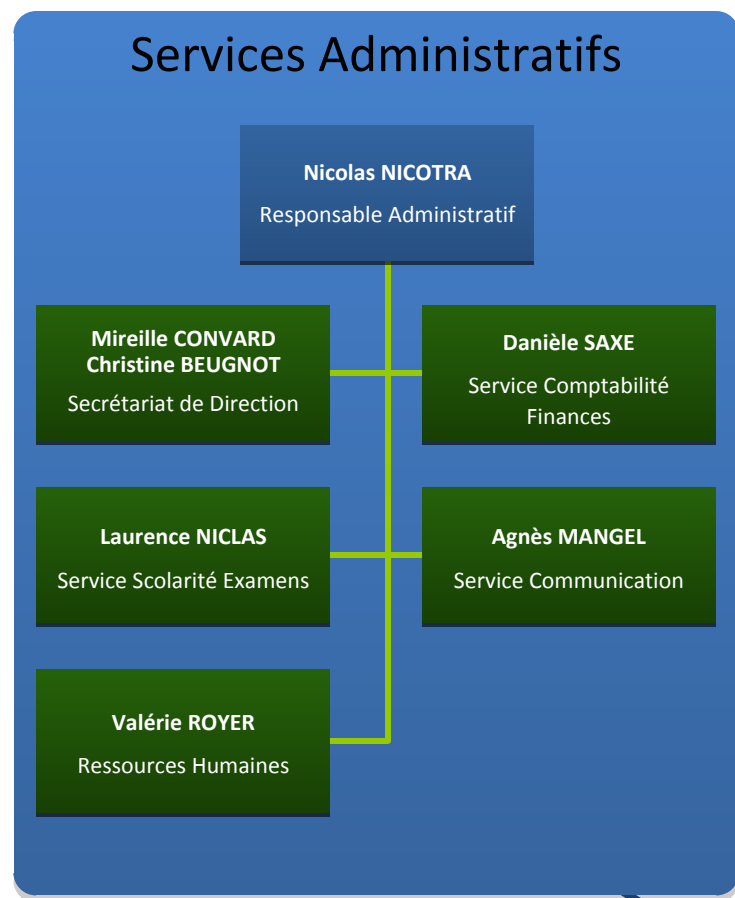 Services Administratifs
Nicolas NICOTRA
Responsable Administratif
Mireille CONVARD
Christine BEUGNOT
Secrétariat de Direction
Danièle SAXE
Service Comptabilité
Finances
Laurence NICLAS
Service Scolarité Examens
Agnès MANGEL
Service Communication
Valérie ROYER
Ressources Humaines